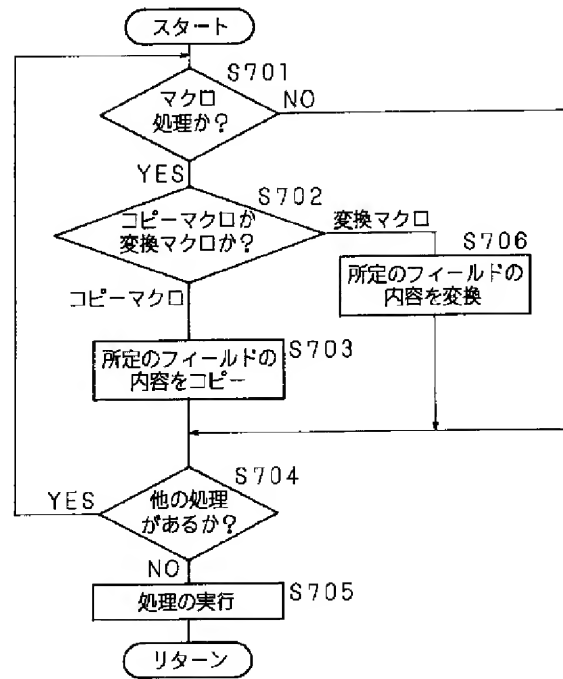 スタート
S701
マクロ
処理か?
NO
YES
S702
コピーマクロか
変換マクロか?
変換マクロ
S706
所定のフィールドの
内容を変換
コピーマクロ
S703
所定のフィールドの
内容をコピー
S704
YES
他の処理
があるか?
NO
処理の実行
S705
リターン